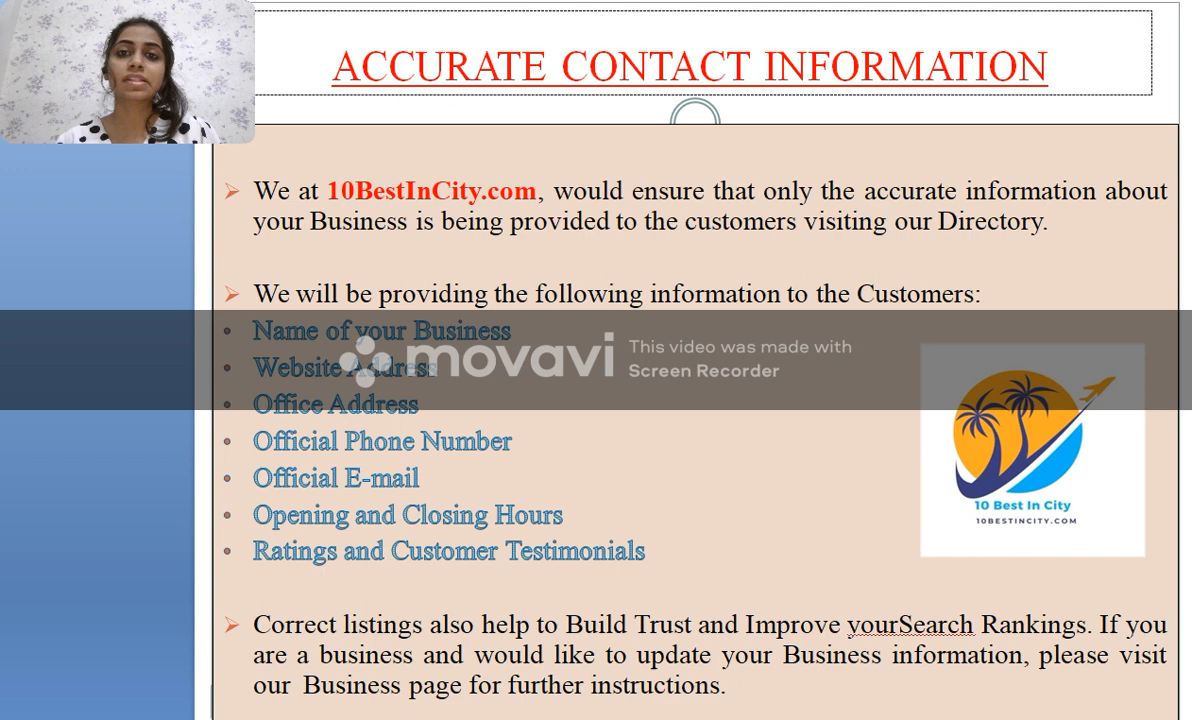 ACCURATE CONTACT INFORMATION
➢ We at 10BestInCity.com, would ensure that only the accurate information about
your Business is being provided to the customers visiting our Directory.
➢ We will be providing the following information to the Customers:
• Name of your Business
• Website Address
movavi
This video was made with
Screen Recorder
• Office Address
• Official Phone Number
• Official E-mail
• Opening and Closing Hours
• Ratings and Customer Testimonials
10 Best In City
10BESTINCITY.COM
➢ Correct listings also help to Build Trust and Improve yourSearch Rankings. If you
are a business and would like to update your Business information, please visit
our Business page for further instructions.